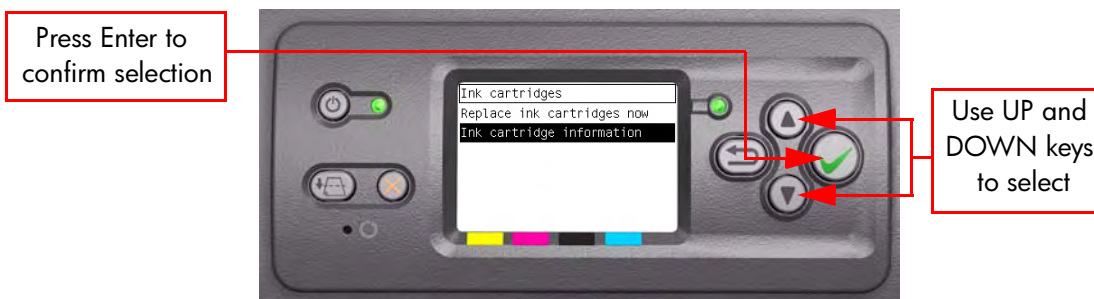 Press Enter to
confirm selection
Ink cartridges
Replace ink cartridges now
Ink cartridge information
Use UP and
DOWN keys
to select